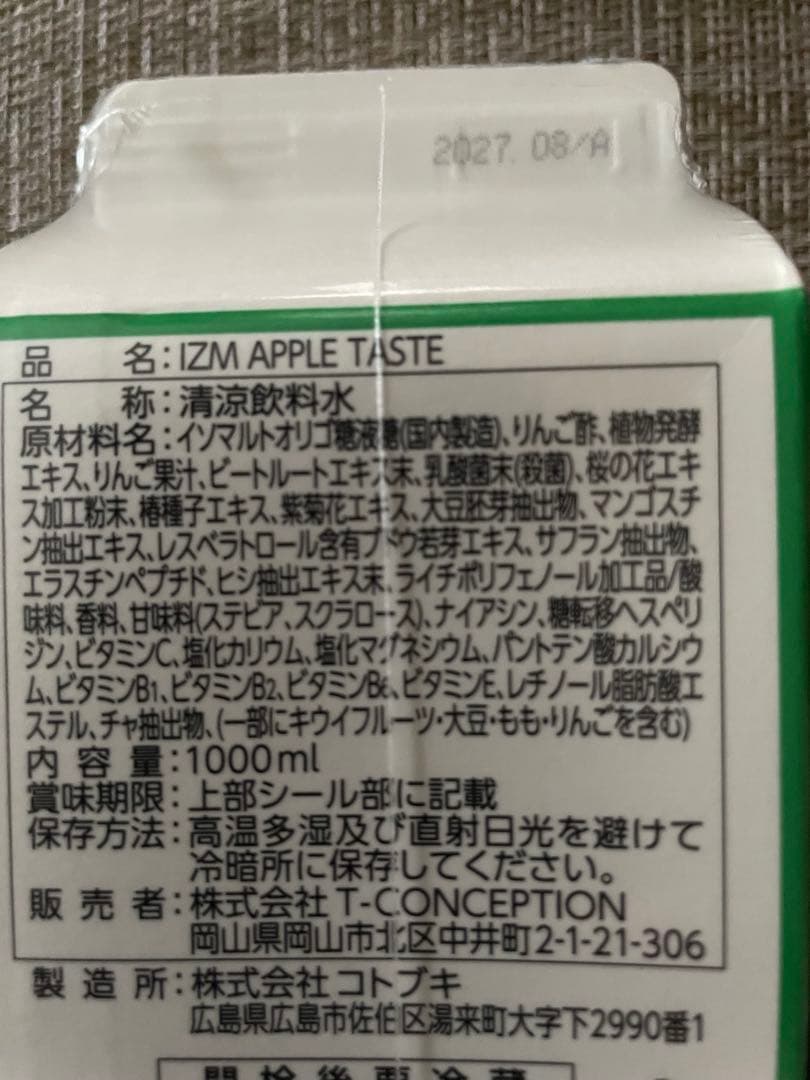 2027. 08/A
品 名:IZM APPLE TASTE
名 称:清涼飲料水
原材料名:イソマルトオリゴ糖液糖(国内製造)、りんご酢、植物発酵
エキス、りんご果汁、ビートルートエキス末、乳酸菌末(殺菌)、桜の花エキ
ス加工粉末、椿種子エキス、紫菊花エキス、大豆胚芽抽出物、マンゴスチ
ン抽出エキス、レスベラトロール含有ブドウ若芽エキス、サフラン抽出物、
エラスチンペプチド、ヒシ抽出エキス末、ライチポリフェノール加工品/酸
味料、香料、甘味料(ステビア、スクラロース)、ナイアシン、糖転移ヘスペリ
ジン、ビタミンC、塩化カリウム、塩化マグネシウム、パントテン酸カルシウ
ム、ビタミンB1、ビタミンB2、ビタミンB6、ビタミンE、レチノール脂肪酸エ
ステル、チャ抽出物、(一部にキウイフルーツ・大豆・もも・りんごを含む)
内 容 量:1000ml
賞味期限:上部シール部に記載
保存方法:高温多湿及び直射日光を避けて
冷暗所に保存してください。
販 売 者:株式会社 T-CONCEPTION
岡山県岡山市北区中井町2-1-21-306
製 造 所:株式会社 コトブキ
広島県広島市佐伯区湯来町大字下2990番1
開栓後要冷蔵